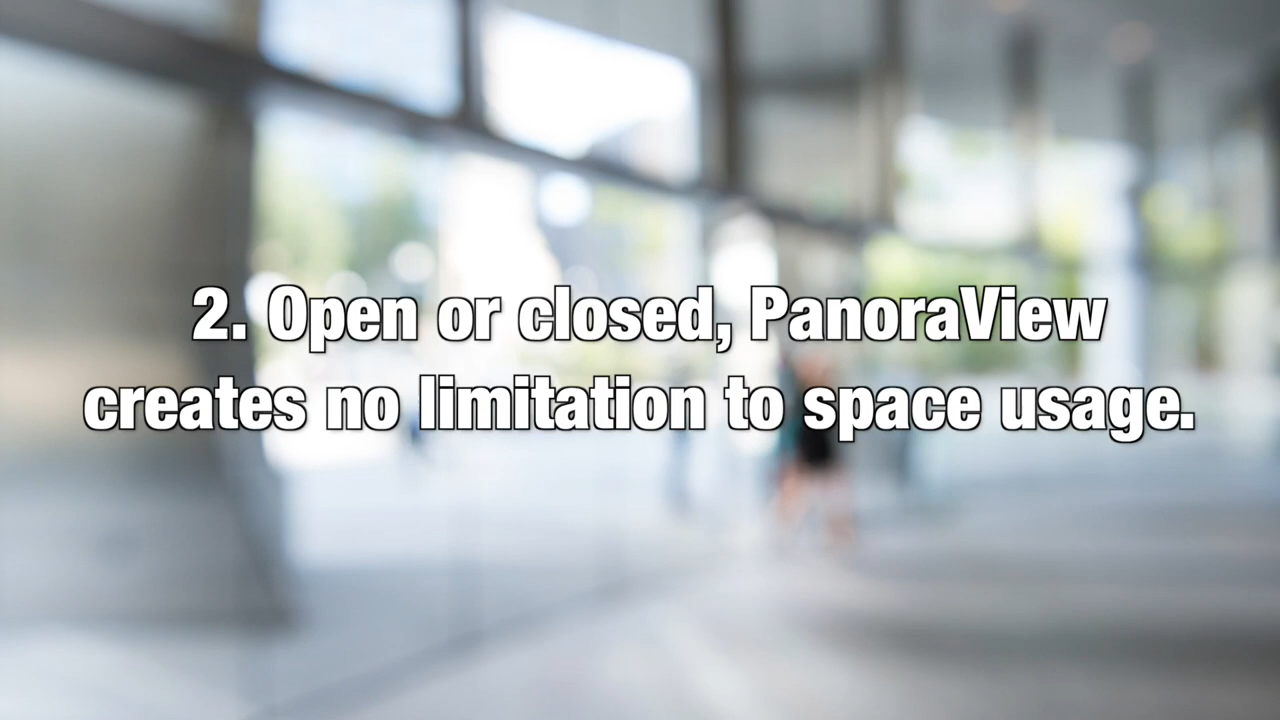 2. Open or closed, PanoraView
creates no limitation to space usage.